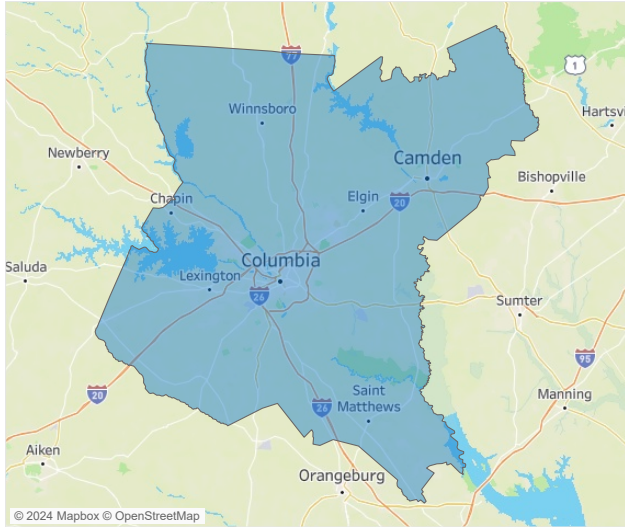 77
1
Winnsboro
Hartsvi
Newberry
Camden
Bishopville
Chapin
Elgin
20
Columbia
Saluda
Lexington
26
Sumter
95
20
Saint
Matthews
26
Manning
Aiken
Orangeburg
© 2024 Mapbox © OpenStreetMap